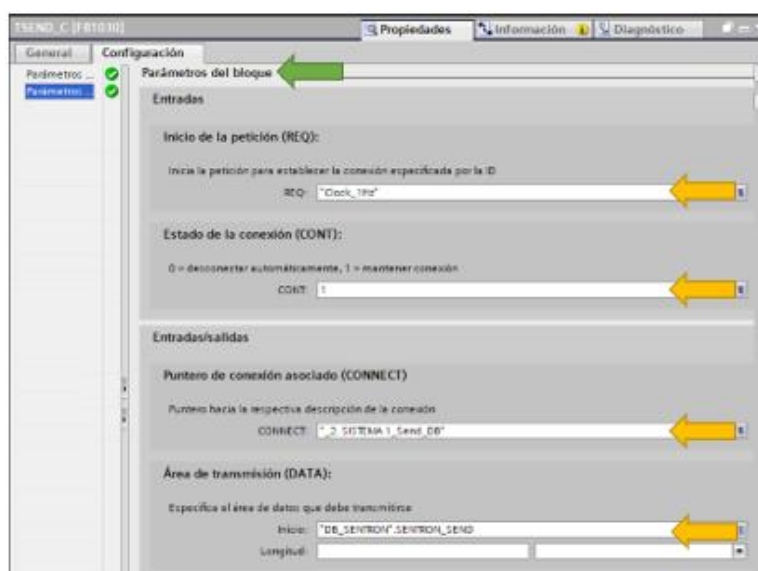 TSEND_C [FB1030]
Propiedades Información Diagnóstico
General Configuración
Parámetros ...
Parámetros ...
Parámetros del bloque
Entradas
Inicio de la petición (REQ):
Inicia la petición para establecer la conexión especificada por la ID
REQ: "Clock_1Hz"
Estado de la conexión (CONT):
0 = desconectar automáticamente, 1 = mantener conexión
CONT: 1
Entradas/salidas
Puntero de conexión asociado (CONNECT)
Puntero hacia la respectiva descripción de la conexión
CONNECT: "_2_SISTEMA 1_Send_DB"
Área de transmisión (DATA):
Especifica el área de datos que debe transmitirse
Inicio: "DB_SENTRON".SENTRON_SEND
Longitud: